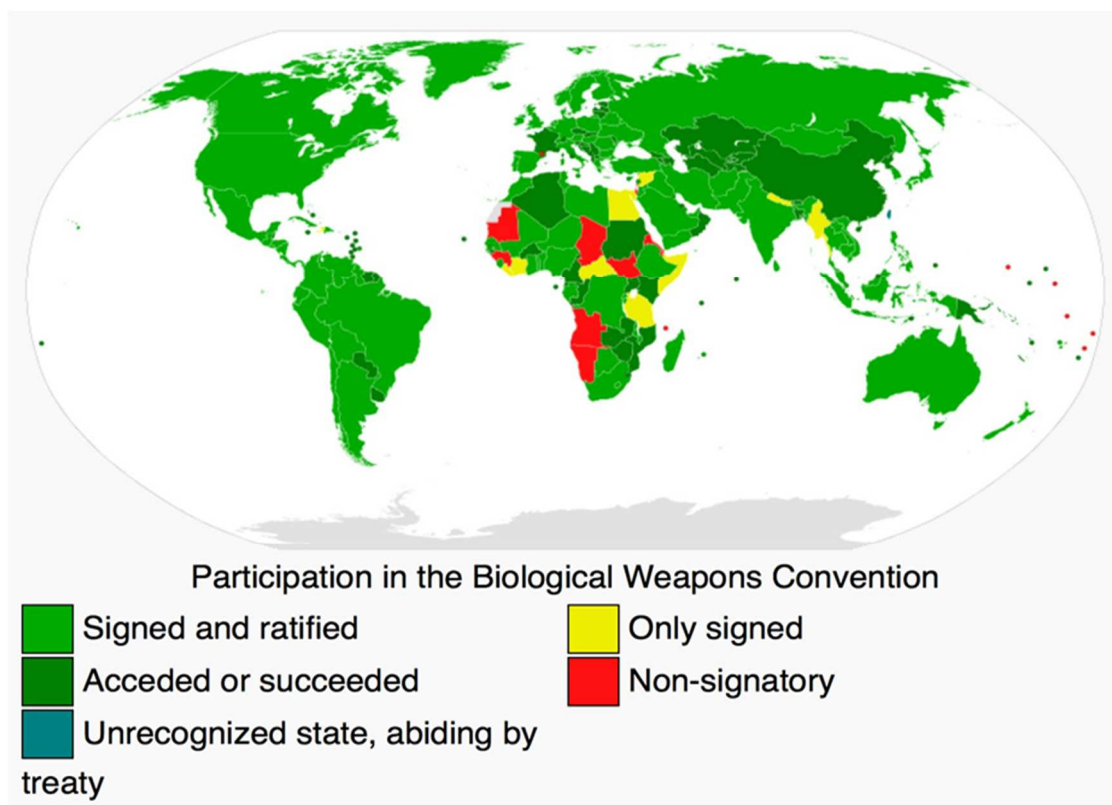 Participation in the Biological Weapons Convention
Signed and ratified
Only signed
Acceded or succeeded
Non-signatory
Unrecognized state, abiding by
treaty